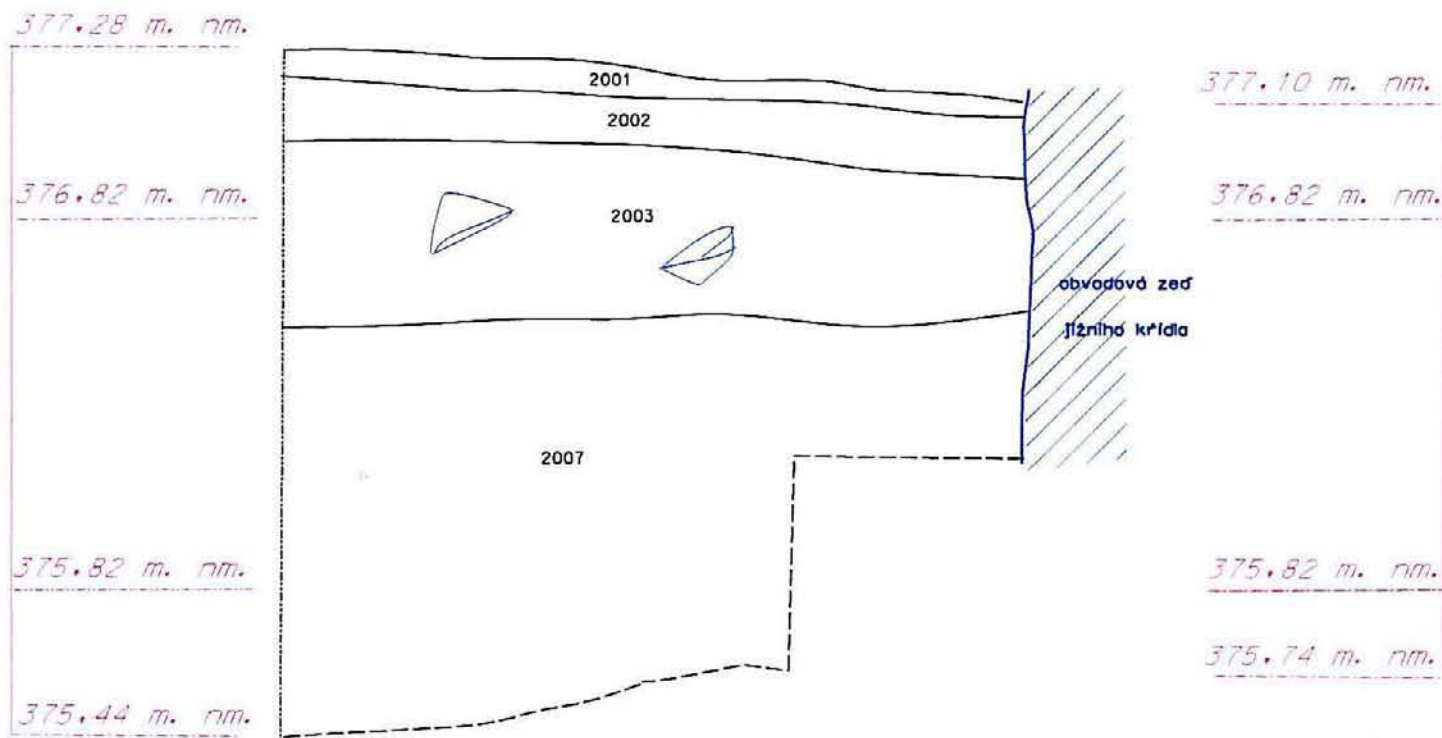 377.28 m. nm.
2001
377.10 m. nm.
2002
376.82 m. nm.
2003
376.82 m. nm.
obvodová zeď
jižního křídla
2007
375.82 m. nm.
375.82 m. nm.
375.74 m. nm.
375.44 m. nm.